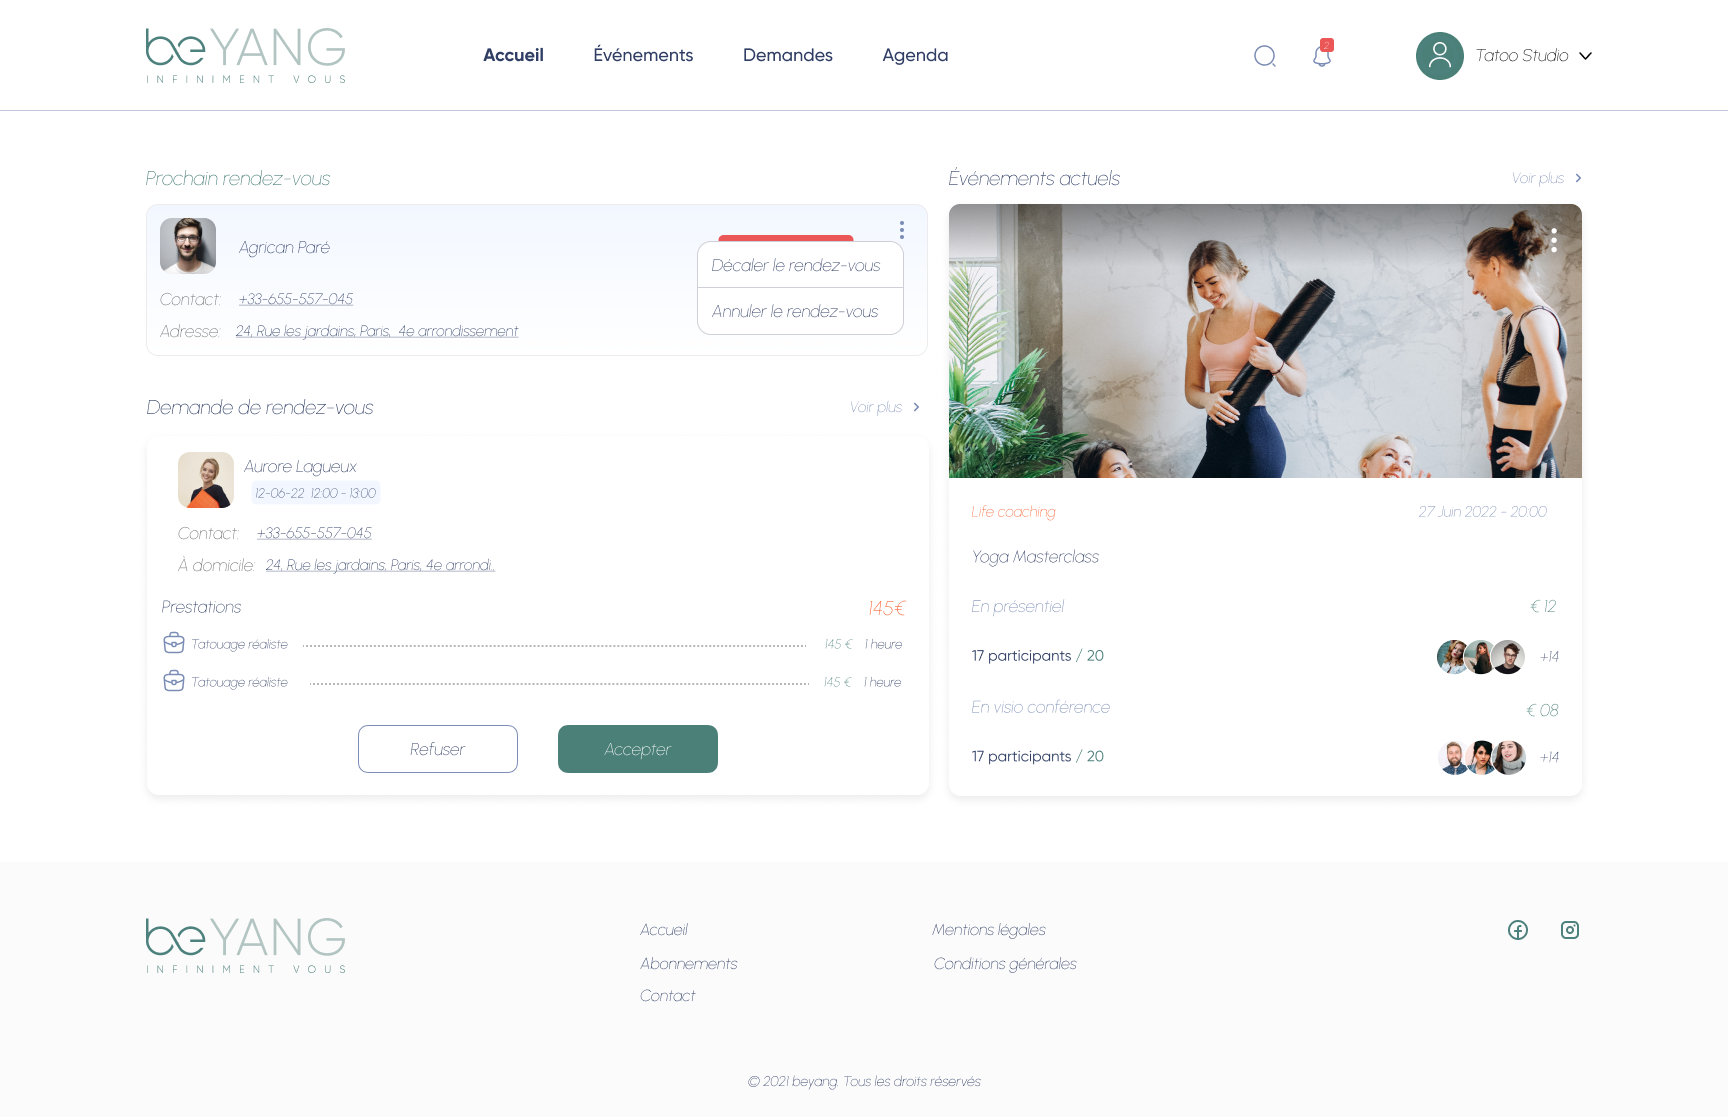 beYANG
INFINIMENT VOUS
Accueil
Événements
Demandes
Agenda
2
Tatoo Studio
Prochain rendez-vous
Agrican Paré
Contact: +33-655-557-045
Adresse: 24, Rue les jardains, Paris, 4e arrondissement
Décaler le rendez-vous
Annuler le rendez-vous
Demande de rendez-vous
Voir plus
Aurore Lagueux
12-06-22 12:00 - 13:00
Contact: +33-655-557-045
À domicile: 24, Rue les jardains, Paris, 4e arrondi..
Prestations 145€
Tatouage réaliste 145 € 1 heure
Tatouage réaliste 145 € 1 heure
Refuser
Accepter
Événements actuels
Voir plus
Life coaching
27 Juin 2022 - 20:00
Yoga Masterclass
En présentiel € 12
17 participants / 20 +14
En visio conférence € 08
17 participants / 20 +14
beYANG
INFINIMENT VOUS
Accueil
Abonnements
Contact
Mentions légales
Conditions générales
© 2021 beyang. Tous les droits réservés